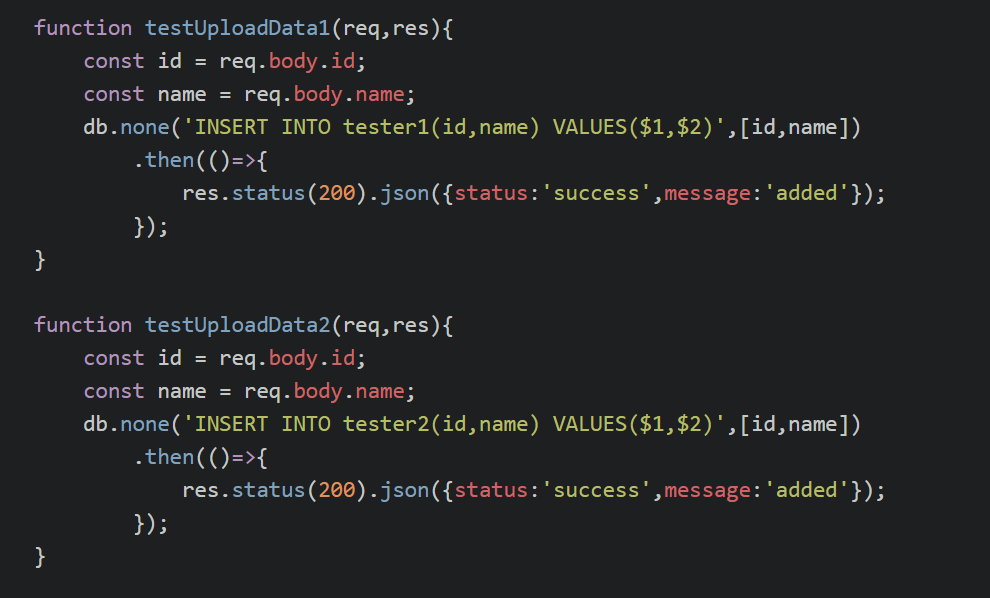 function testUploadData1(req,res){
    const id = req.body.id;
    const name = req.body.name;
    db.none('INSERT INTO tester1(id,name) VALUES($1,$2)',[id,name])
        .then(()=>{
            res.status(200).json({status:'success',message:'added'});
        });
}

function testUploadData2(req,res){
    const id = req.body.id;
    const name = req.body.name;
    db.none('INSERT INTO tester2(id,name) VALUES($1,$2)',[id,name])
        .then(()=>{
            res.status(200).json({status:'success',message:'added'});
        });
}